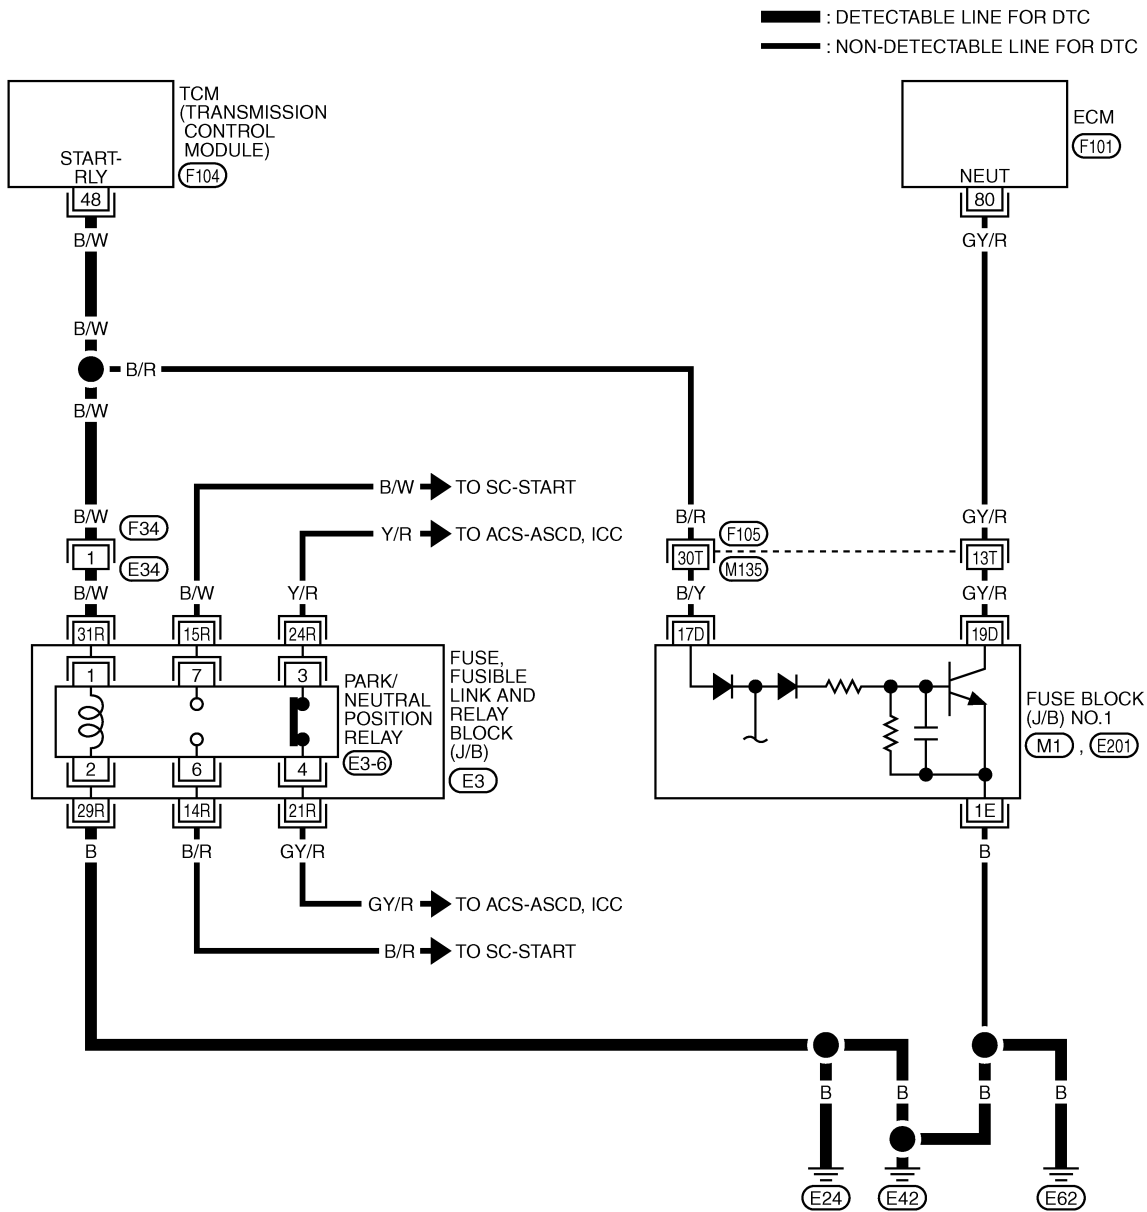 : DETECTABLE LINE FOR DTC
: NON-DETECTABLE LINE FOR DTC
TCM
(TRANSMISSION
CONTROL
MODULE)
F104
START-
RLY
48
ECM
F101
NEUT
80
B/W
GY/R
B/W
B/R
B/W
B/W TO SC-START
Y/R TO ACS-ASCD, ICC
B/W
F34
1
E34
B/W
B/W
Y/R
B/R
F105
30T
M135
B/Y
GY/R
13T
GY/R
31R
15R
24R
17D
19D
1
7
3
PARK/
NEUTRAL
POSITION
RELAY
E3-6
FUSE,
FUSIBLE
LINK AND
RELAY
BLOCK
(J/B)
E3
FUSE BLOCK
(J/B) NO.1
M1 , E201
2
6
4
29R
14R
21R
1E
B
B/R
GY/R
B
GY/R TO ACS-ASCD, ICC
B/R TO SC-START
B
B
B
B
E24
E42
E62